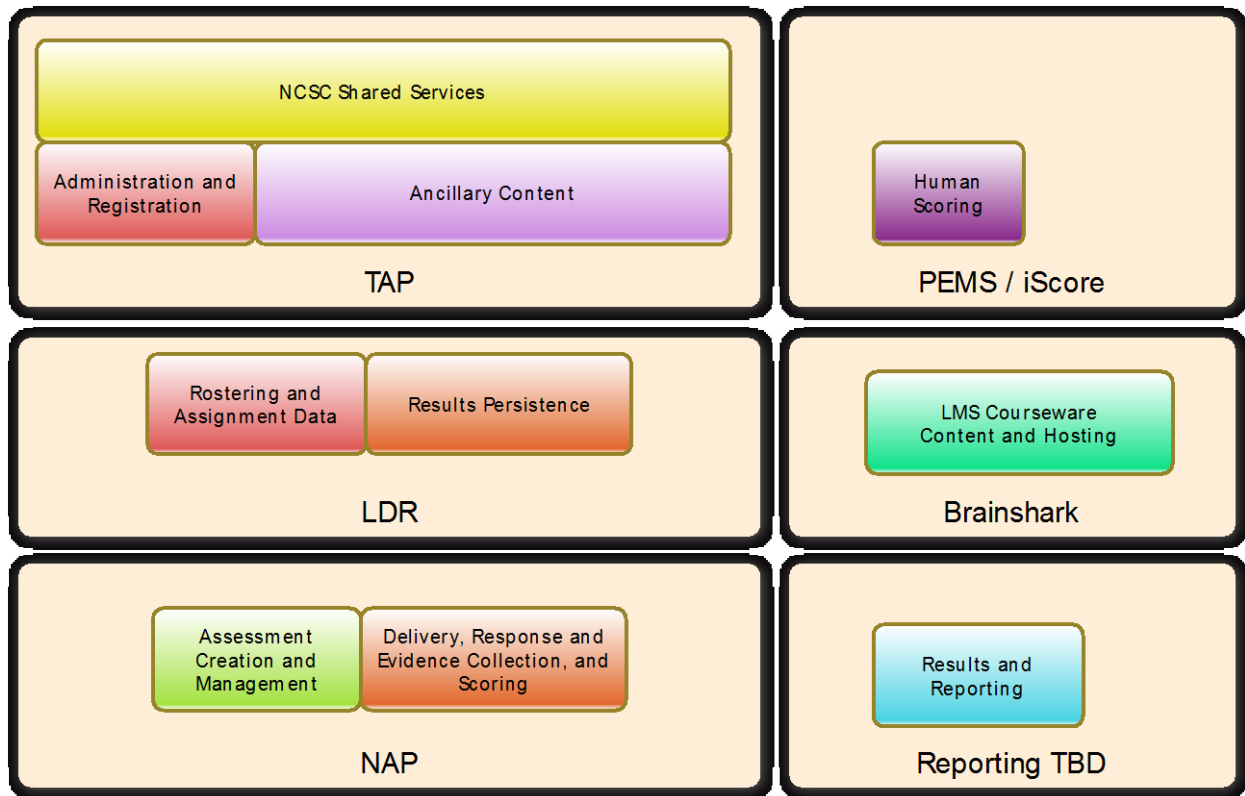 NCSC Shared Services
Administration and
Registration
Ancillary Content
TAP
Human
Scoring
PEMS / iScore
Rostering and
Assignment Data
Results Persistence
LDR
LMS Courseware
Content and Hosting
Brainshark
Assessment
Creation and
Management
Delivery, Response and
Evidence Collection, and
Scoring
NAP
Results and
Reporting
Reporting TBD